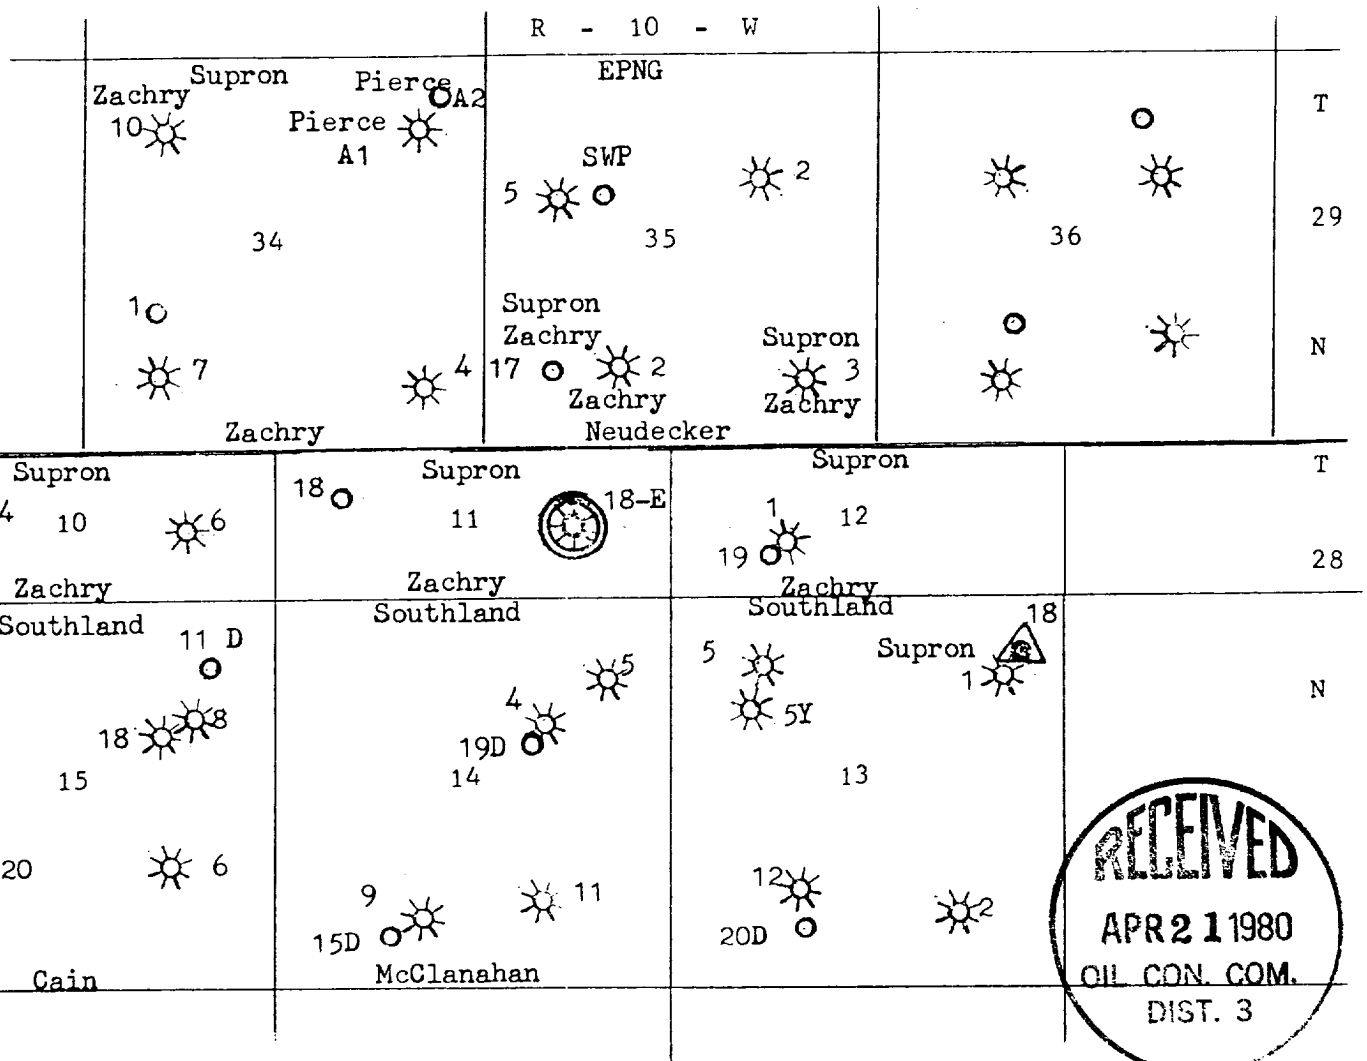 R - 10 - W
Supron
Pierce
EPNG
Zachry
A2
T
10
Pierce
A1
SWP
2
5
29
34
35
36
1
Supron
Zachry
Supron
N
7
4
17
2
3
Zachry
Zachry
Zachry
Neudecker
Supron
Supron
Supron
T
18
18-E
4
10
6
11
1
12
19
28
Zachry
Zachry
Zachry
Southland
Southland
Southland
18
11 D
5
Supron
5
1
4
N
8
5Y
18
19D
15
14
13
RECEIVED
20
6
12
9
11
2
APR 21 1980
15D
20D
Cain
McClanahan
OIL CON. COM.
DIST. 3